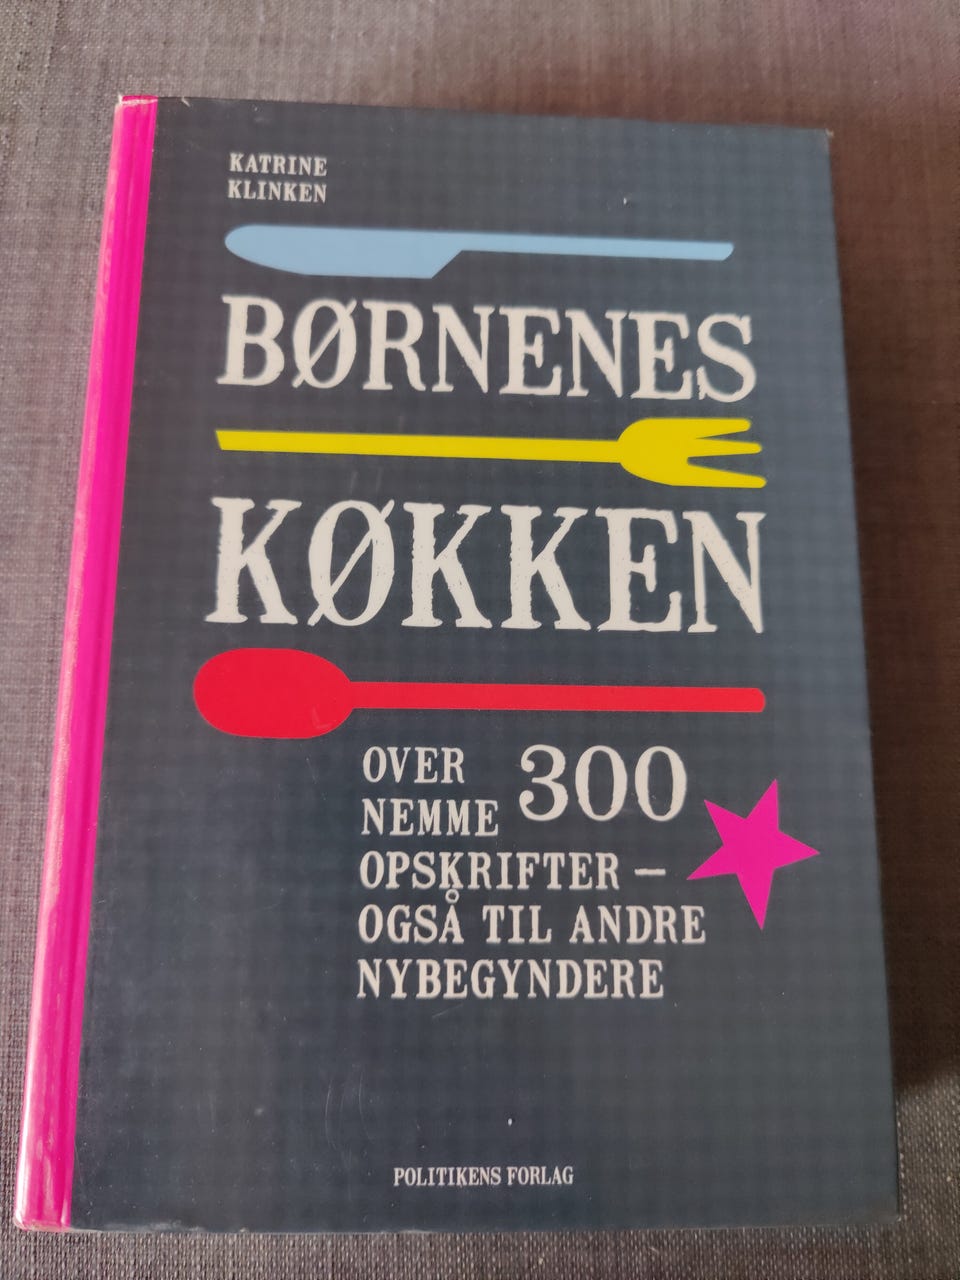 KATRINE
KLINKEN
BØRNENES
KØKKEN
OVER 300
NEMME
OPSKRIFTER –
OGSÅ TIL ANDRE
NYBEGYNDERE
POLITIKENS FORLAG